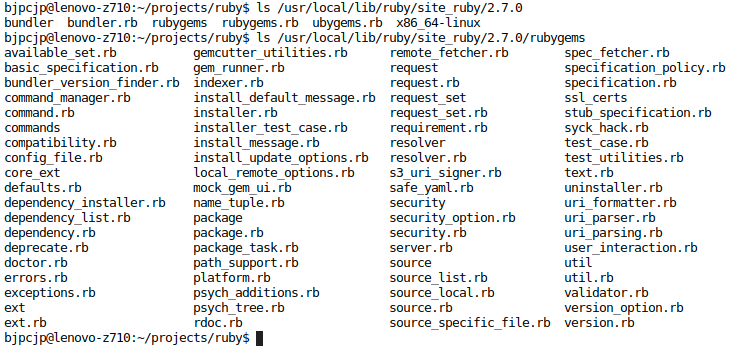 bjpcjp@lenovo-z710:~/projects/ruby$ ls /usr/local/lib/ruby/site_ruby/2.7.0
bundler bundler.rb rubygems rubygems.rb ubygems.rb x86_64-linux
bjpcjp@lenovo-z710:~/projects/ruby$ ls /usr/local/lib/ruby/site_ruby/2.7.0/rubygems
available_set.rb gemcutter_utilities.rb remote_fetcher.rb spec_fetcher.rb
basic_specification.rb gem_runner.rb request specification_policy.rb
bundler_version_finder.rb indexer.rb request.rb specification.rb
command_manager.rb install_default_message.rb request_set ssl_certs
command.rb installer.rb request_set.rb stub_specification.rb
commands installer_test_case.rb requirement.rb syck_hack.rb
compatibility.rb install_message.rb resolver test_case.rb
config_file.rb install_update_options.rb resolver.rb test_utilities.rb
core_ext local_remote_options.rb s3_uri_signer.rb text.rb
defaults.rb mock_gem_ui.rb safe_yaml.rb uninstaller.rb
dependency_installer.rb name_tuple.rb security uri_formatter.rb
dependency_list.rb package security_option.rb uri_parser.rb
dependency.rb package.rb security.rb uri_parsing.rb
deprecate.rb package_task.rb server.rb user_interaction.rb
doctor.rb path_support.rb source util
errors.rb platform.rb source_list.rb util.rb
exceptions.rb psych_additions.rb source_local.rb validator.rb
ext psych_tree.rb source.rb version_option.rb
ext.rb rdoc.rb source_specific_file.rb version.rb
bjpcjp@lenovo-z710:~/projects/ruby$